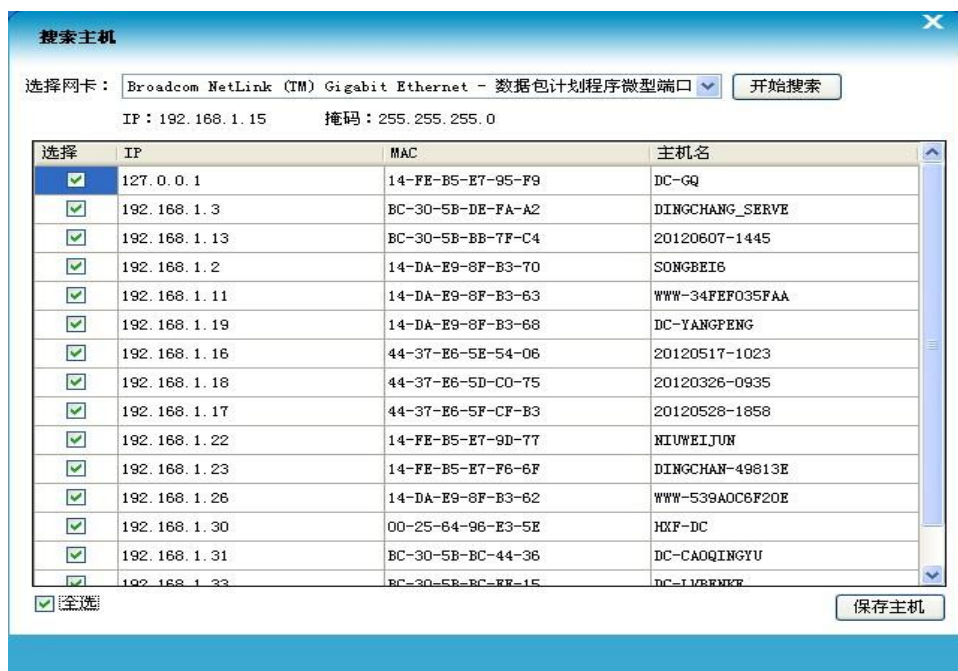 搜索主机
选择网卡： Broadcom NetLink (TM) Gigabit Ethernet - 数据包计划程序微型端口 开始搜索
IP：192.168.1.15 掩码：255.255.255.0
选择 IP MAC 主机名
127.0.0.1 14-FE-B5-E7-95-F9 DC-GQ
192.168.1.3 BC-30-5B-DE-FA-A2 DINGCHANG_SERVE
192.168.1.13 BC-30-5B-BB-7F-C4 20120607-1445
192.168.1.2 14-DA-E9-8F-B3-70 SONGBEI6
192.168.1.11 14-DA-E9-8F-B3-63 WWW-34FEF035FAA
192.168.1.19 14-DA-E9-8F-B3-68 DC-YANGPENG
192.168.1.16 44-37-E6-5E-54-06 20120517-1023
192.168.1.18 44-37-E6-5D-C0-75 20120326-0935
192.168.1.17 44-37-E6-5F-CF-B3 20120528-1858
192.168.1.22 14-FE-B5-E7-9D-77 NIUWEIJUN
192.168.1.23 14-FE-B5-E7-F6-6F DINGCHAN-49813E
192.168.1.26 14-DA-E9-8F-B3-62 WWW-539A0C6F20E
192.168.1.30 00-25-64-96-E3-5E HXF-DC
192.168.1.31 BC-30-5B-BC-44-36 DC-CAOQINGYU
192.168.1.33
全选 保存主机